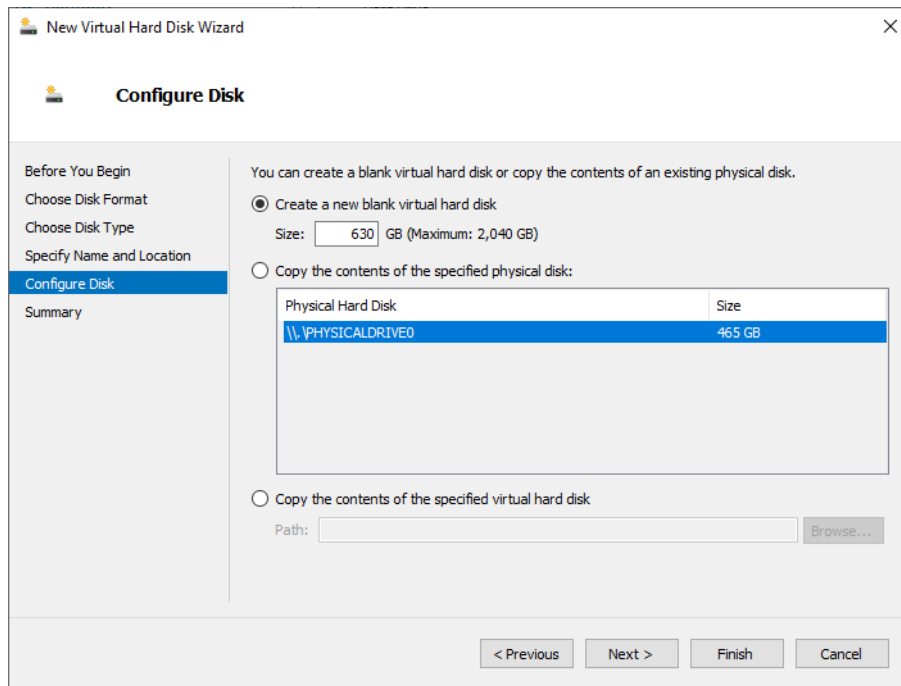 New Virtual Hard Disk Wizard
Configure Disk
Before You Begin
Choose Disk Format
Choose Disk Type
Specify Name and Location
Configure Disk
Summary
You can create a blank virtual hard disk or copy the contents of an existing physical disk.
Create a new blank virtual hard disk
Size: 630 GB (Maximum: 2,040 GB)
Copy the contents of the specified physical disk:
Physical Hard Disk Size
\\.\PHYSICALDRIVE0 465 GB
Copy the contents of the specified virtual hard disk
Path: Browse...
< Previous Next > Finish Cancel